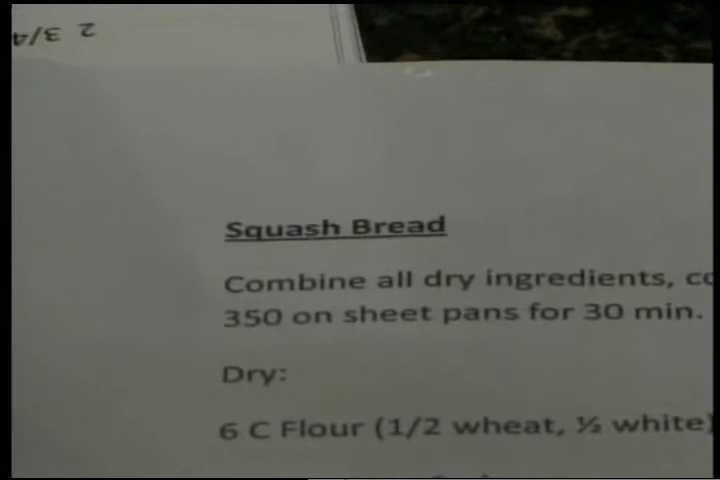 2 3/4
Squash Bread
Combine all dry ingredients, co
350 on sheet pans for 30 min.
Dry:
6 C Flour (1/2 wheat, ½ white)